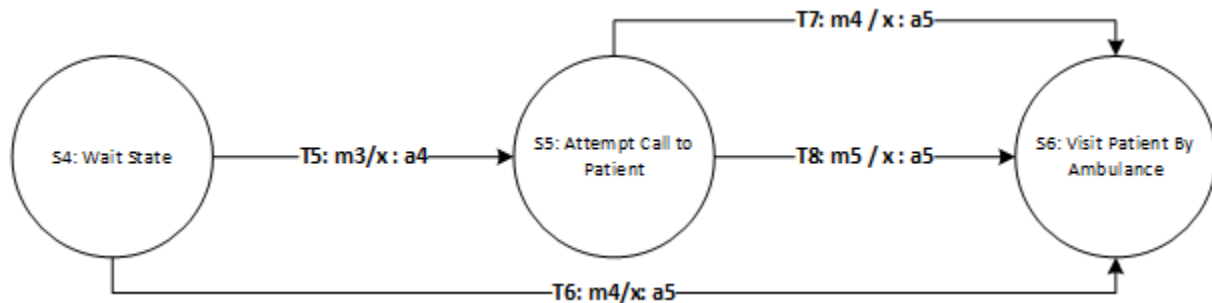 T7: m4 / x : a5
S4: Wait State
T5: m3/x : a4
S5: Attempt Call to
Patient
T8: m5 / x : a5
S6: Visit Patient By
Ambulance
T6: m4/x: a5